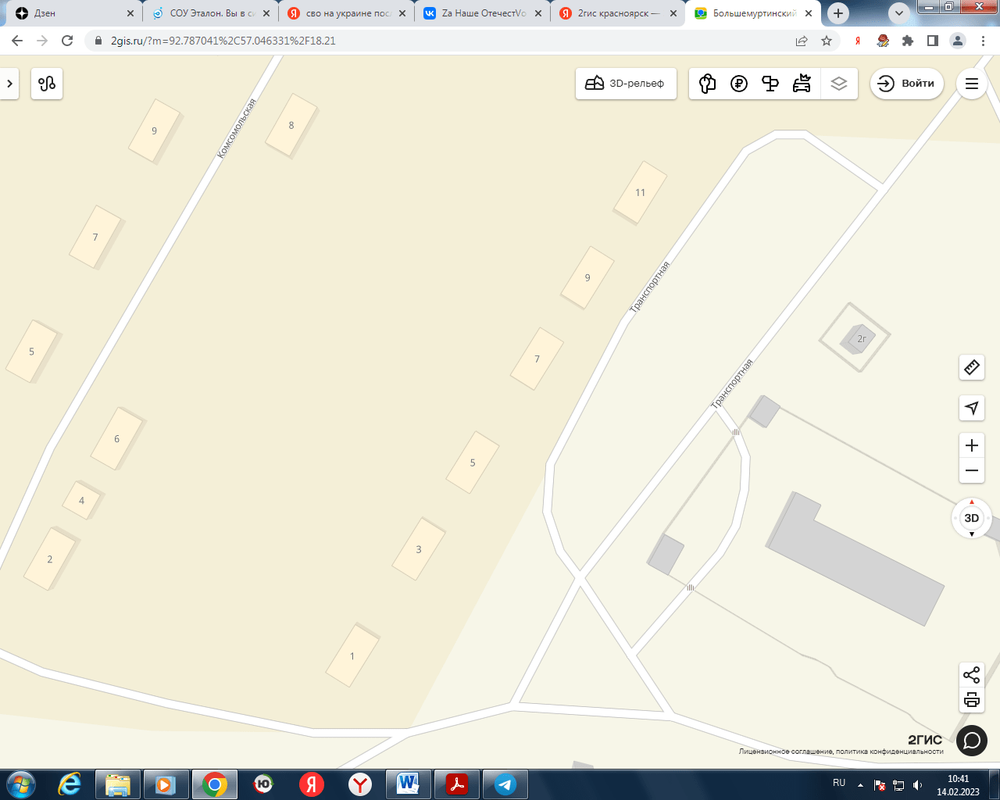 Дзен
СОУ Эталон. Вы в си
сво на украине пос
Za Наше ОтечестVo
2гис красноярск —
Большемуртинский
2gis.ru/?m=92.787041%2C57.046331%2F18.21
3D-рельеф
Войти
Комсомольская
9
8
11
7
9
Транспортная
5
7
2г
Транспортная
6
5
4
3D
2
3
1
2ГИС
Лицензионное соглашение, политика конфиденциальности
RU
10:41
14.02.2023